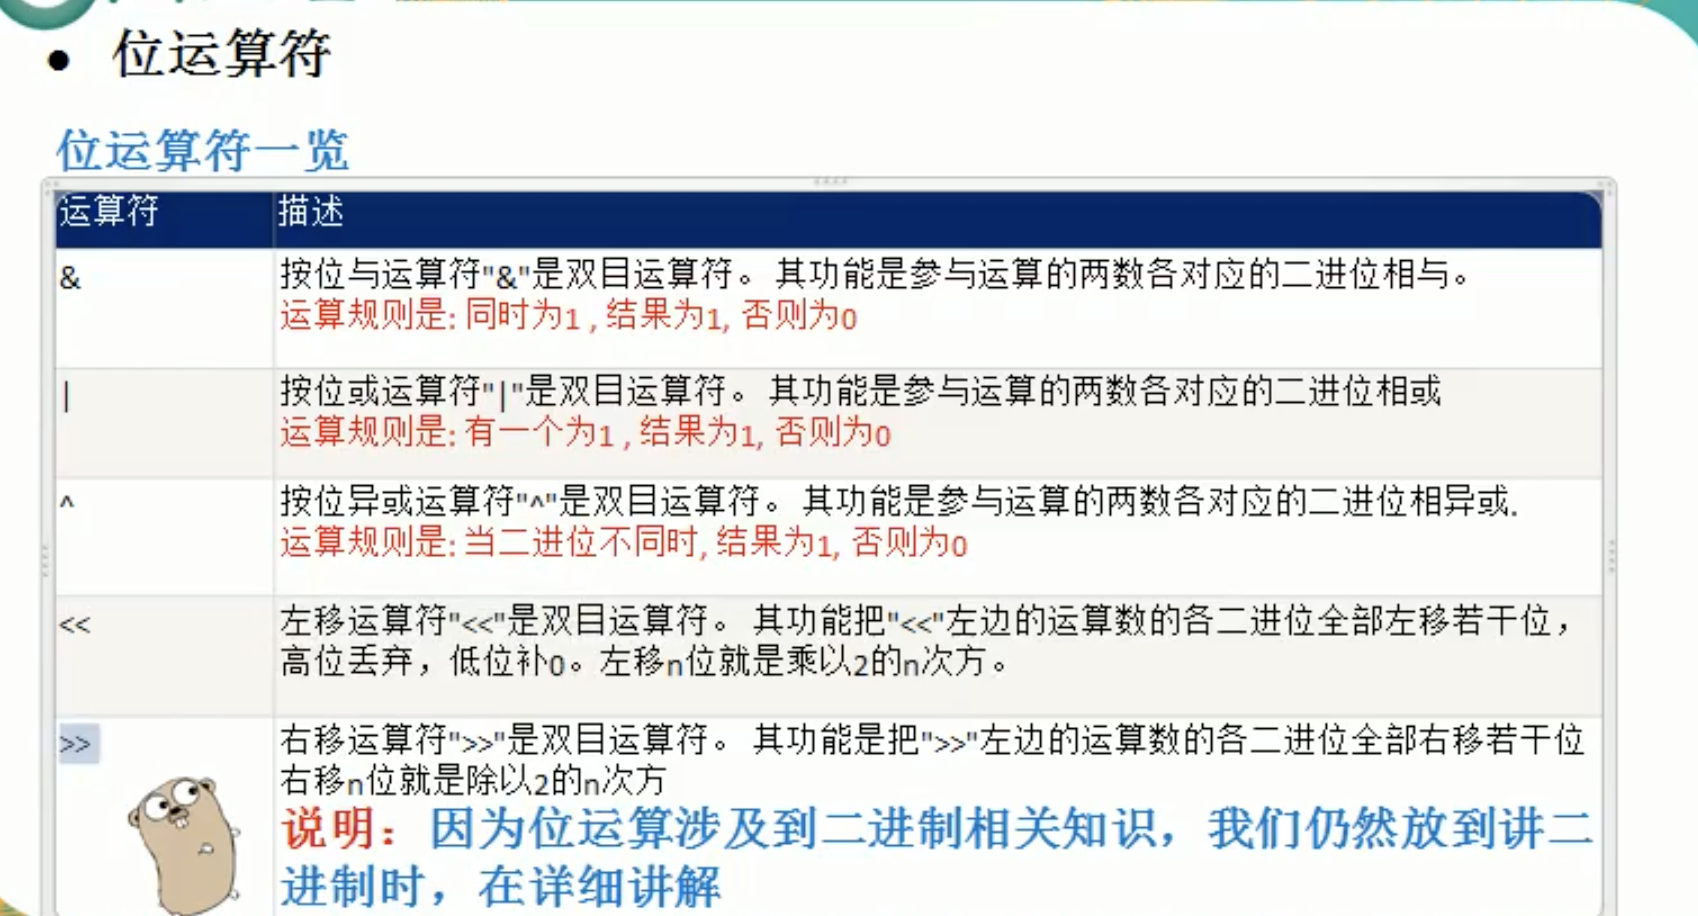 位运算符
位运算符一览
运算符 描述
& 按位与运算符"&"是双目运算符。 其功能是参与运算的两数各对应的二进位相与。
运算规则是: 同时为1 , 结果为1, 否则为0
| 按位或运算符"|"是双目运算符。 其功能是参与运算的两数各对应的二进位相或
运算规则是: 有一个为1 , 结果为1, 否则为0
^ 按位异或运算符"^"是双目运算符。 其功能是参与运算的两数各对应的二进位相异或.
运算规则是: 当二进位不同时, 结果为1, 否则为0
<< 左移运算符"<<"是双目运算符。 其功能把"<<"左边的运算数的各二进位全部左移若干位，
高位丢弃，低位补0。左移n位就是乘以2的n次方。
>> 右移运算符">>"是双目运算符。 其功能是把">>"左边的运算数的各二进位全部右移若干位
右移n位就是除以2的n次方
说明：因为位运算涉及到二进制相关知识，我们仍然放到讲二
进制时，在详细讲解